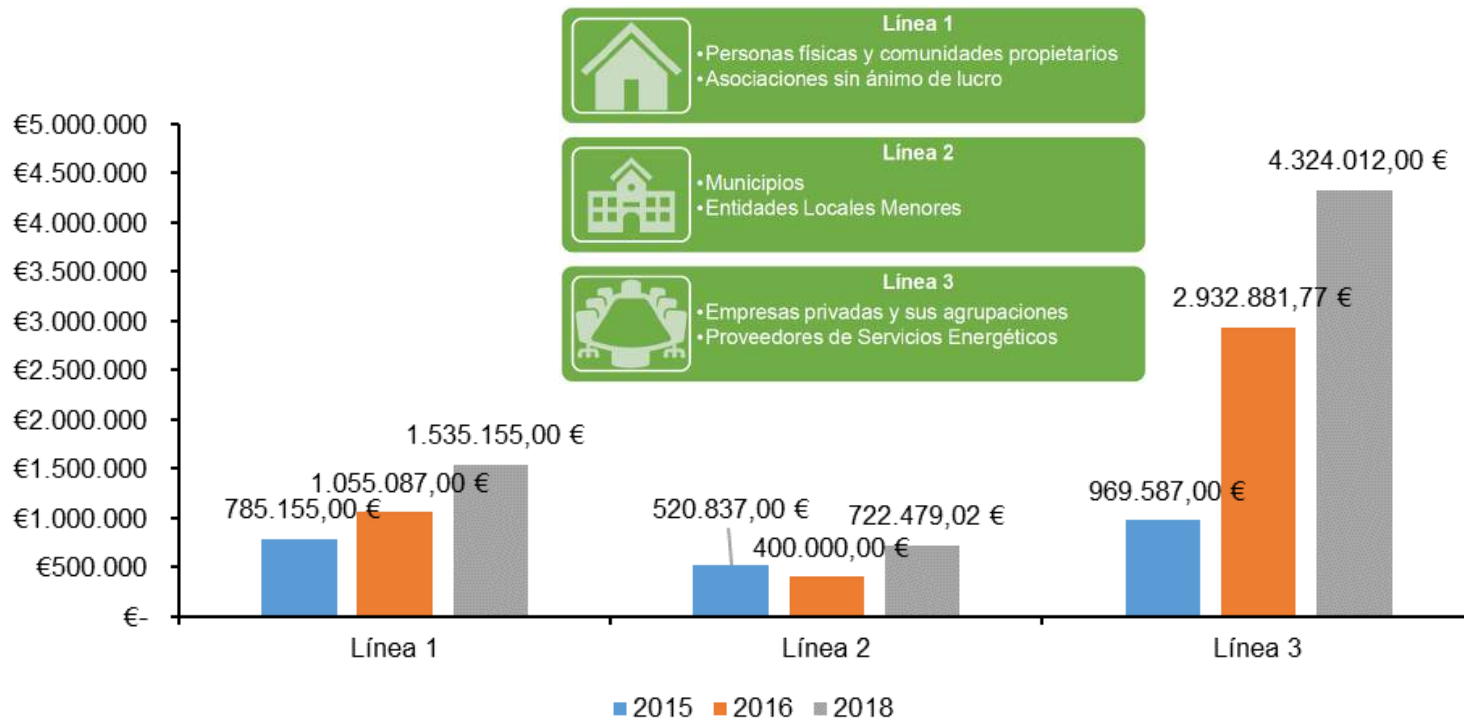 Línea 1
•Personas físicas y comunidades propietarios
•Asociaciones sin ánimo de lucro
Línea 2
•Municipios
•Entidades Locales Menores
Línea 3
•Empresas privadas y sus agrupaciones
•Proveedores de Servicios Energéticos
€5.000.000
€4.500.000
€4.000.000
€3.500.000
€3.000.000
€2.500.000
€2.000.000
€1.500.000
€1.000.000
€500.000
€-
785.155,00 €
1.055.087,00 €
1.535.155,00 €
520.837,00 €
400.000,00 €
722.479,02 €
969.587,00 €
2.932.881,77 €
4.324.012,00 €
Línea 1
Línea 2
Línea 3
2015 2016 2018